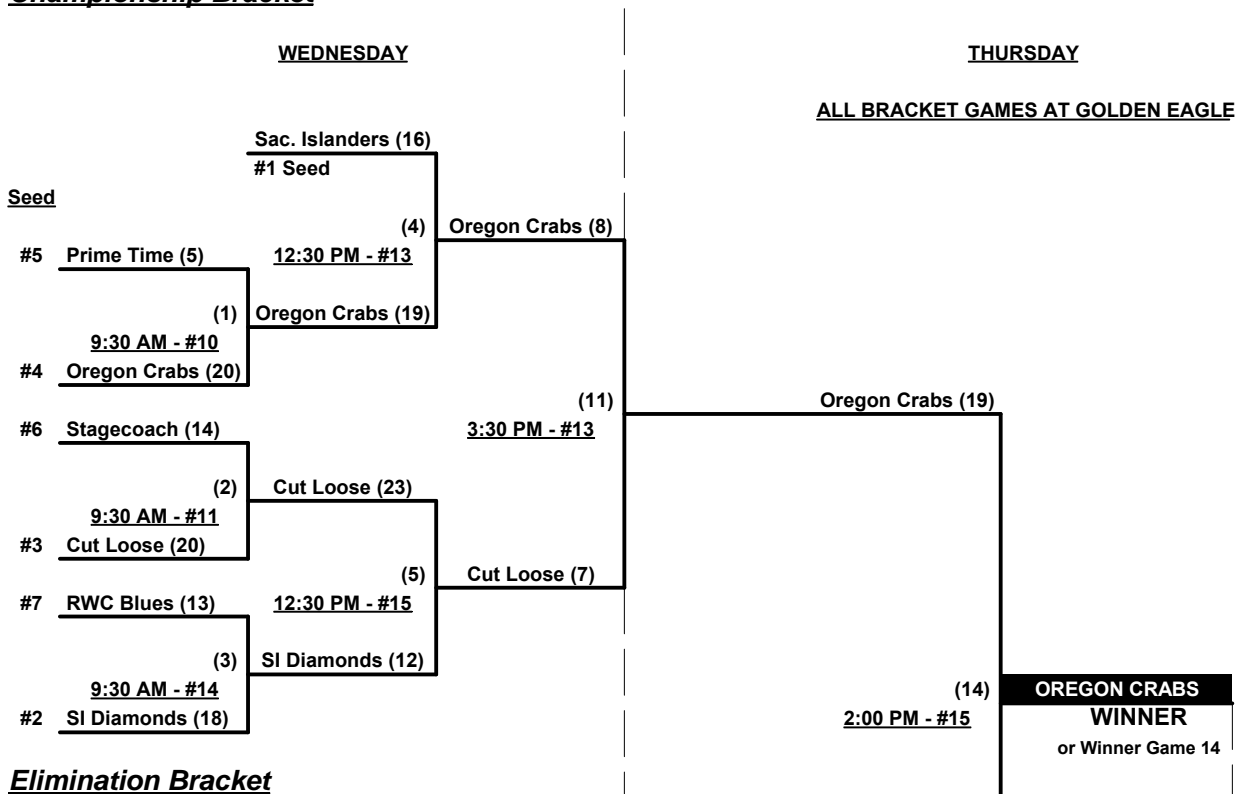 Championship Bracket
WEDNESDAY
THURSDAY
ALL BRACKET GAMES AT GOLDEN EAGLE
Sac. Islanders (16)
#1 Seed
Seed
(4) Oregon Crabs (8)
#5 Prime Time (5) 12:30 PM - #13
(1) Oregon Crabs (19)
9:30 AM - #10
#4 Oregon Crabs (20)
(11) Oregon Crabs (19)
#6 Stagecoach (14) 3:30 PM - #13
(2) Cut Loose (23)
9:30 AM - #11
#3 Cut Loose (20)
(5) Cut Loose (7)
#7 RWC Blues (13) 12:30 PM - #15
(3) SI Diamonds (12)
9:30 AM - #14 (14) OREGON CRABS
#2 SI Diamonds (18) 2:00 PM - #15 WINNER
or Winner Game 14
Elimination Bracket